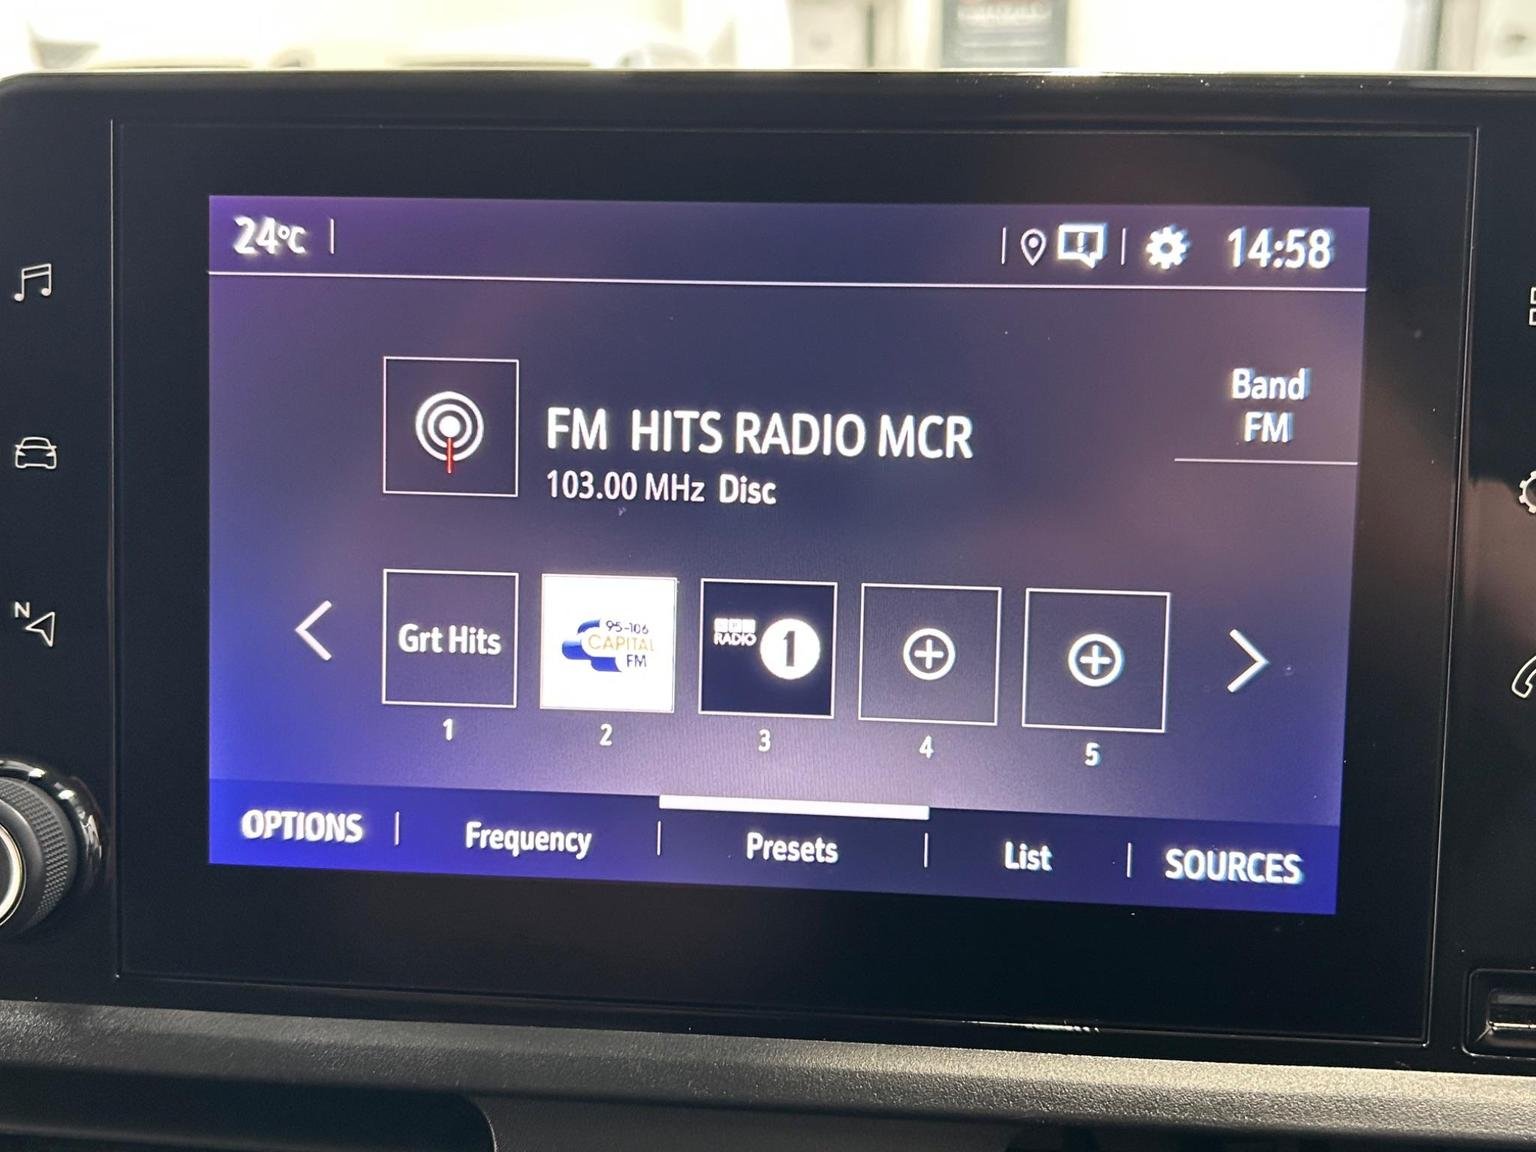 24°C
14:58
Band
FM
FM HITS RADIO MCR
103.00 MHz Disc
Grt Hits
95-106
CAPITAL
FM
BBC
RADIO
1
1
2
3
4
5
N
OPTIONS
Frequency
Presets
List
SOURCES